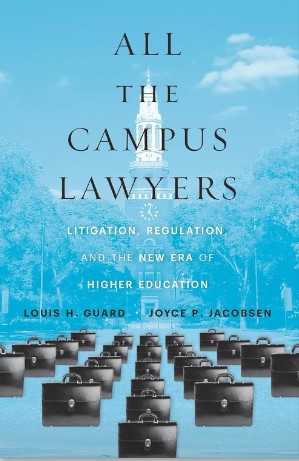 ALL
THE
CAMPUS
LAWYERS
LITIGATION, REGULATION,
AND THE NEW ERA OF
HIGHER EDUCATION
LOUIS H. GUARD • JOYCE P. JACOBSEN